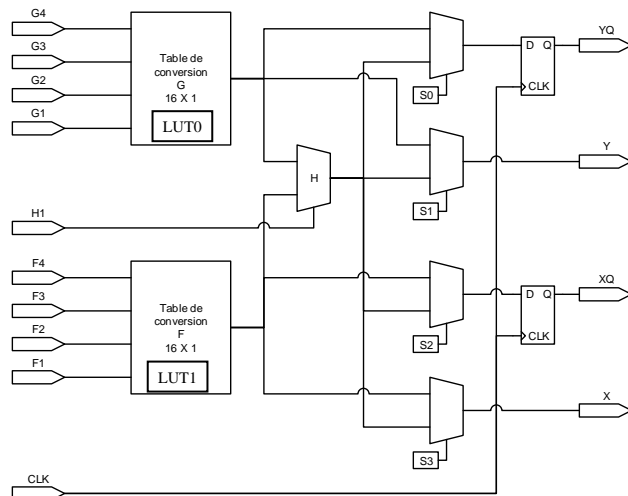 G4
G3
G2
G1
Table de
conversion
G
16 X 1
LUT0
S0
D Q
CLK
YQ
H
S1
Y
H1
F4
F3
F2
F1
Table de
conversion
F
16 X 1
LUT1
S2
D Q
CLK
XQ
S3
X
CLK